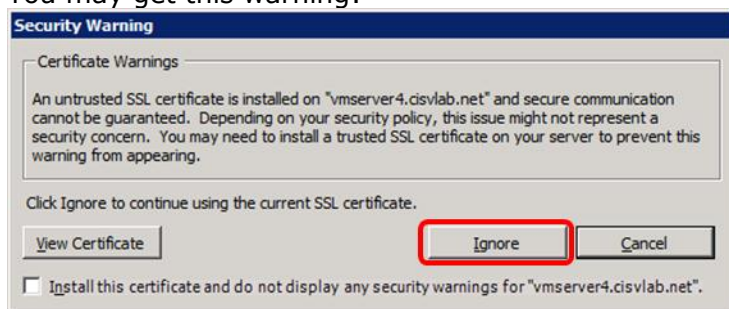 You may get this warning:
Security Warning
Certificate Warnings
An untrusted SSL certificate is installed on "vmserver4.cisvlab.net" and secure communication
cannot be guaranteed. Depending on your security policy, this issue might not represent a
security concern. You may need to install a trusted SSL certificate on your server to prevent this
warning from appearing.
Click Ignore to continue using the current SSL certificate.
View Certificate Ignore Cancel
Install this certificate and do not display any security warnings for "vmserver4.cisvlab.net".